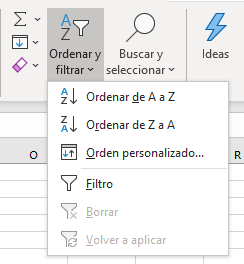 Ordenar y
filtrar
Buscar y
seleccionar
Ideas
Ordenar de A a Z
Ordenar de Z a A
Orden personalizado...
Filtro
Borrar
Volver a aplicar
O
R